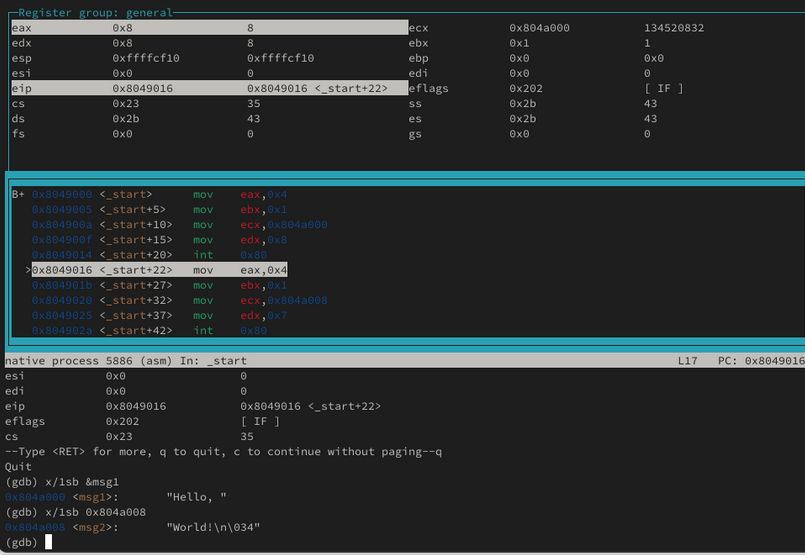 Register group: general
eax 0x8 8 ecx 0x804a000 134520832
edx 0x8 8 ebx 0x1 1
esp 0xffffcf10 0xffffcf10 ebp 0x0 0x0
esi 0x0 0 edi 0x0 0
eip 0x8049016 0x8049016 <_start+22> eflags 0x202 [ IF ]
cs 0x23 35 ss 0x2b 43
ds 0x2b 43 es 0x2b 43
fs 0x0 0 gs 0x0 0
B+ 0x8049000 <_start> mov eax,0x4
0x8049005 <_start+5> mov ebx,0x1
0x804900a <_start+10> mov ecx,0x804a000
0x804900f <_start+15> mov edx,0x8
0x8049014 <_start+20> int 0x80
>0x8049016 <_start+22> mov eax,0x4
0x804901b <_start+27> mov ebx,0x1
0x8049020 <_start+32> mov ecx,0x804a008
0x8049025 <_start+37> mov edx,0x7
0x804902a <_start+42> int 0x80
native process 5886 (asm) In: _start L17 PC: 0x8049016
esi 0x0 0
edi 0x0 0
eip 0x8049016 0x8049016 <_start+22>
eflags 0x202 [ IF ]
cs 0x23 35
--Type <RET> for more, q to quit, c to continue without paging--q
Quit
(gdb) x/1sb &msg1
0x804a000 <msg1>: "Hello, "
(gdb) x/1sb 0x804a008
0x804a008 <msg2>: "World!\n\034"
(gdb)